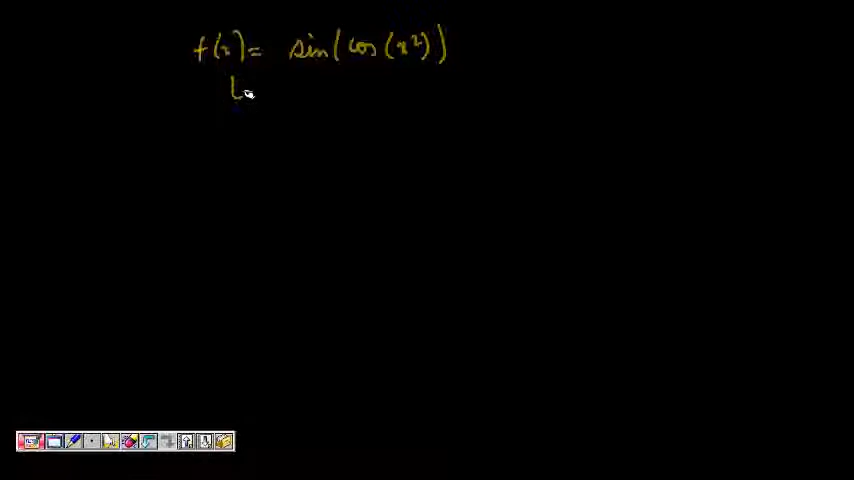 f(x) = sin(cos(x²))
L